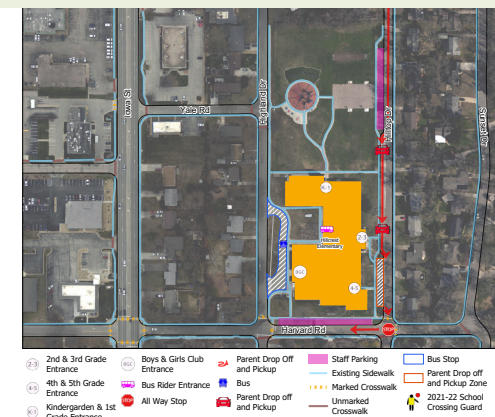 Iowa St
Yale Rd
Highland Dr
Hilltop Dr
Sunset Dr
K-1
2-3
Hillcrest
Elementary
BGC
4-5
STOP
Harvard Rd
2-3
2nd & 3rd Grade
Entrance
4-5
4th & 5th Grade
Entrance
K-1
Kindergarden & 1st
Grade Entrance
BGC
Boys & Girls Club
Entrance
Bus Rider Entrance
STOP
All Way Stop
Parent Drop Off
and Pickup
Bus
Parent Drop off
and Pickup
Staff Parking
Existing Sidewalk
Marked Crosswalk
Unmarked
Crosswalk
Bus Stop
Parent Drop off
and Pickup Zone
2021-22 School
Crossing Guard